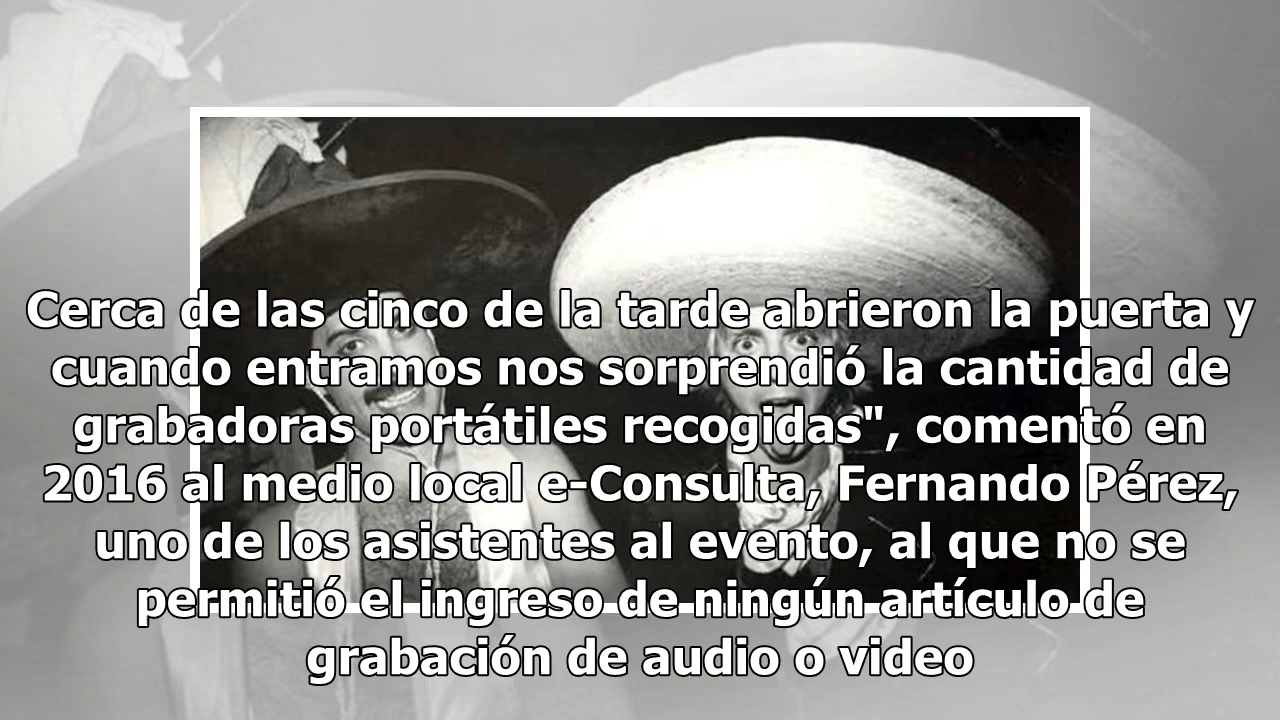 Cerca de las cinco de la tarde abrieron la puerta y
cuando entramos nos sorprendió la cantidad de
grabadoras portátiles recogidas", comentó en
2016 al medio local e-Consulta, Fernando Pérez,
uno de los asistentes al evento, al que no se
permitió el ingreso de ningún artículo de
grabación de audio o video